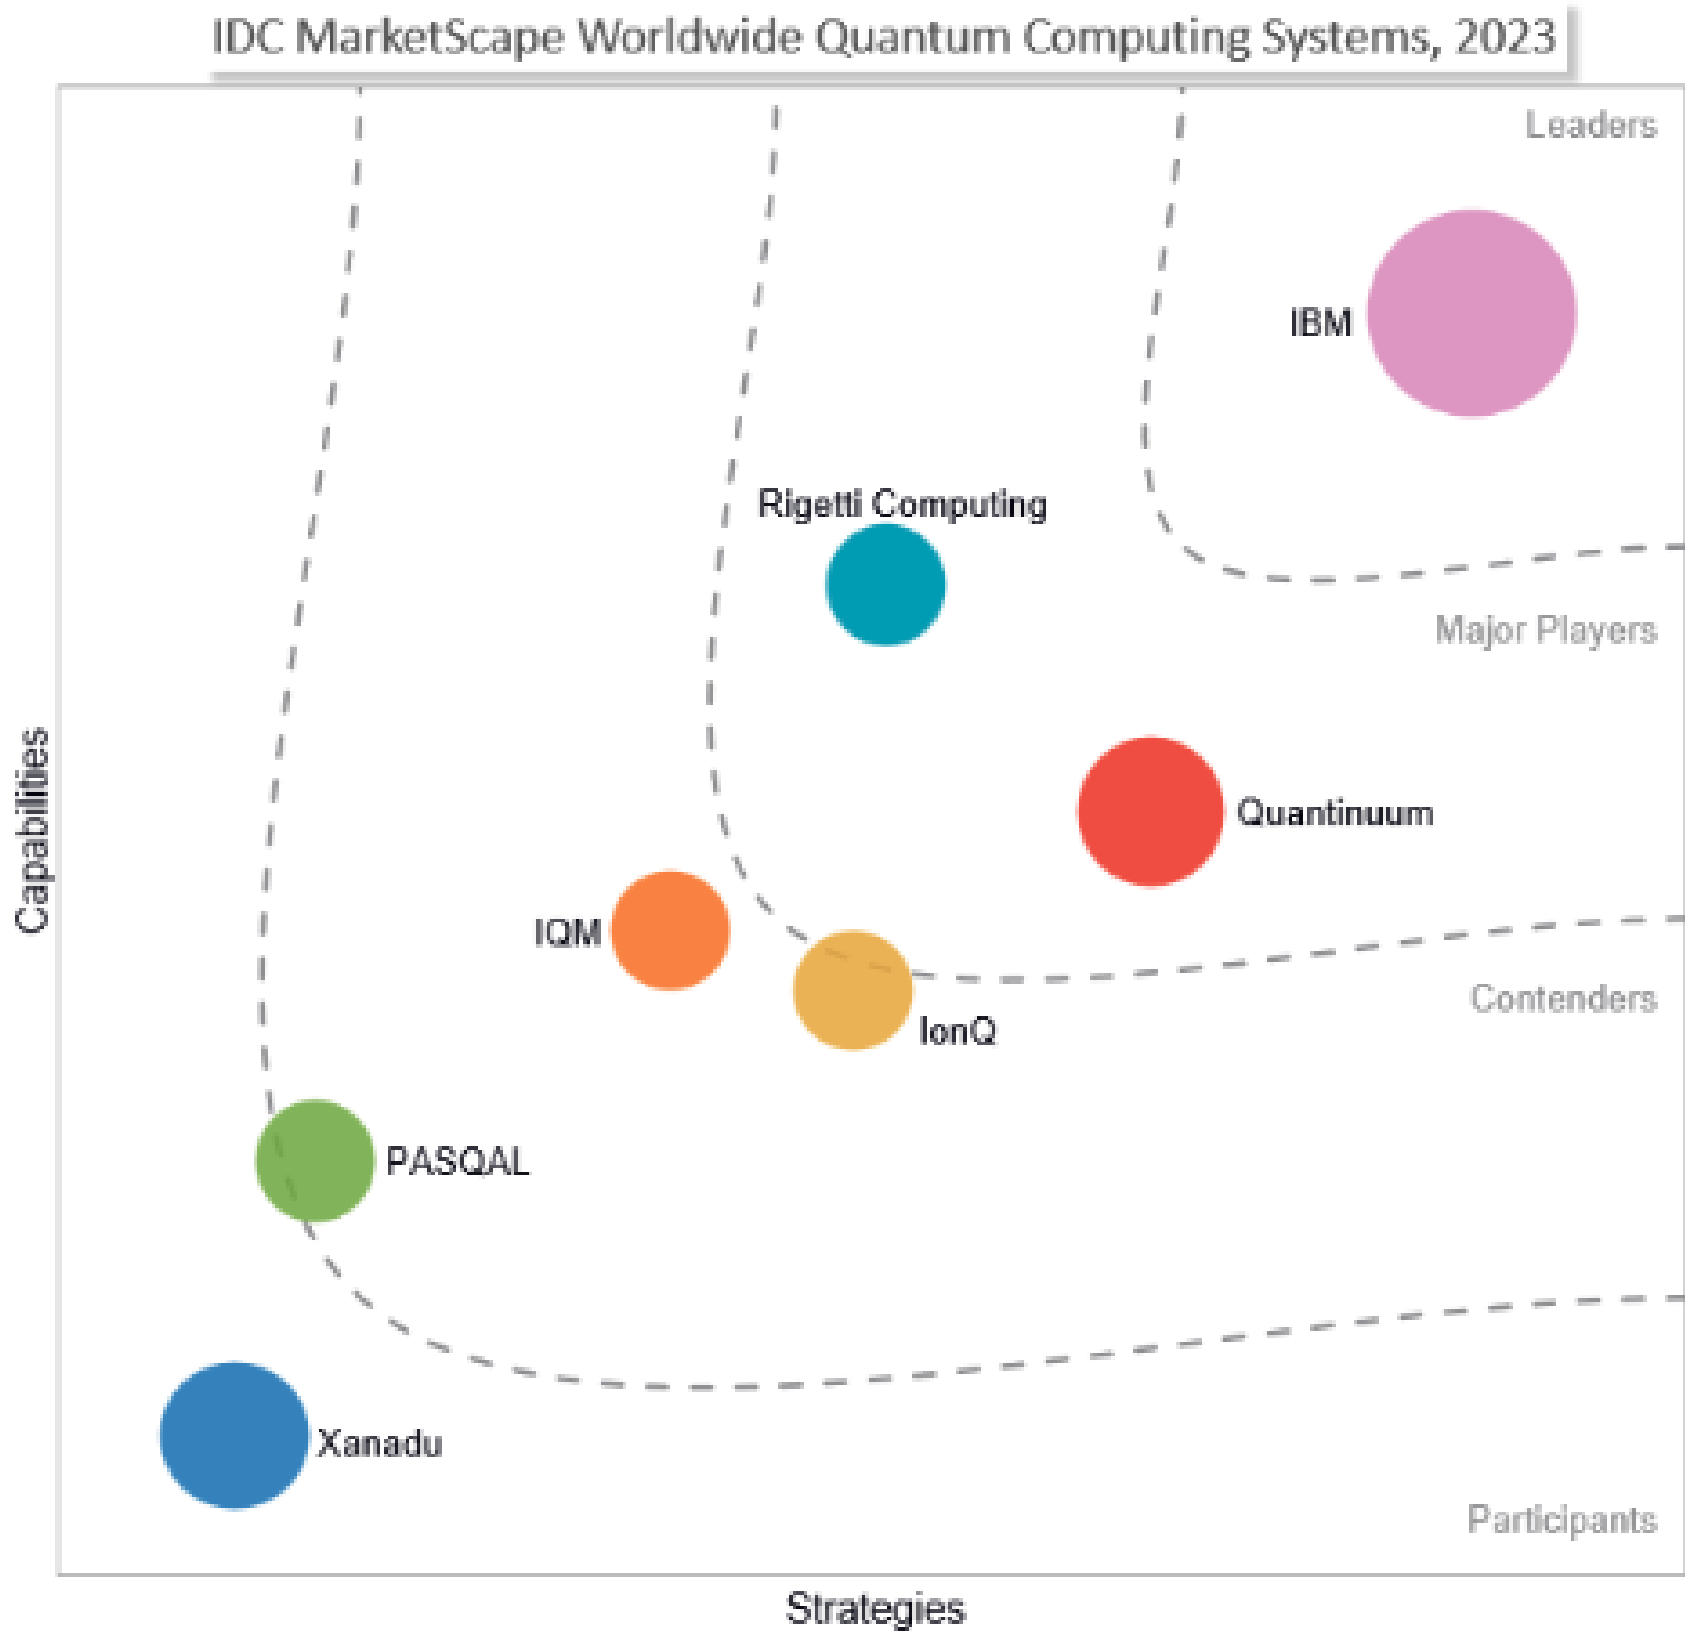 IDC MarketScape Worldwide Quantum Computing Systems, 2023
Leaders
IBM
Rigetti Computing
Major Players
Quantinuum
Capabilities
IQM
Contenders
IonQ
PASQAL
Xanadu
Participants
Strategies